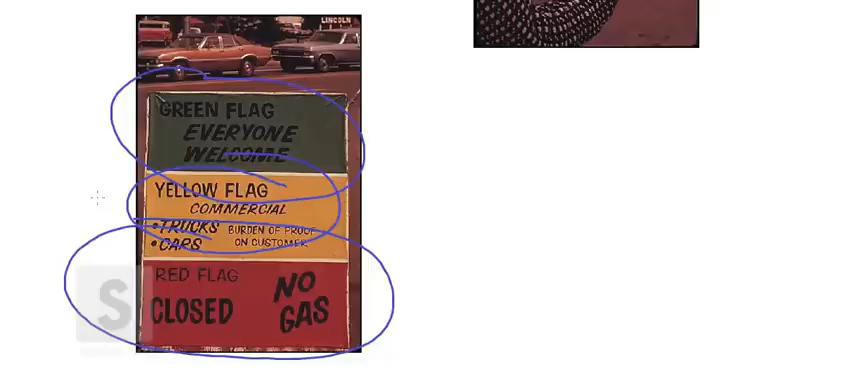 LINCOLN
GREEN FLAG
EVERYONE
WELCOME
YELLOW FLAG
COMMERCIAL
•TRUCKS BURDEN OF PROOF
•CARS ON CUSTOMER
RED FLAG NO
CLOSED GAS
S